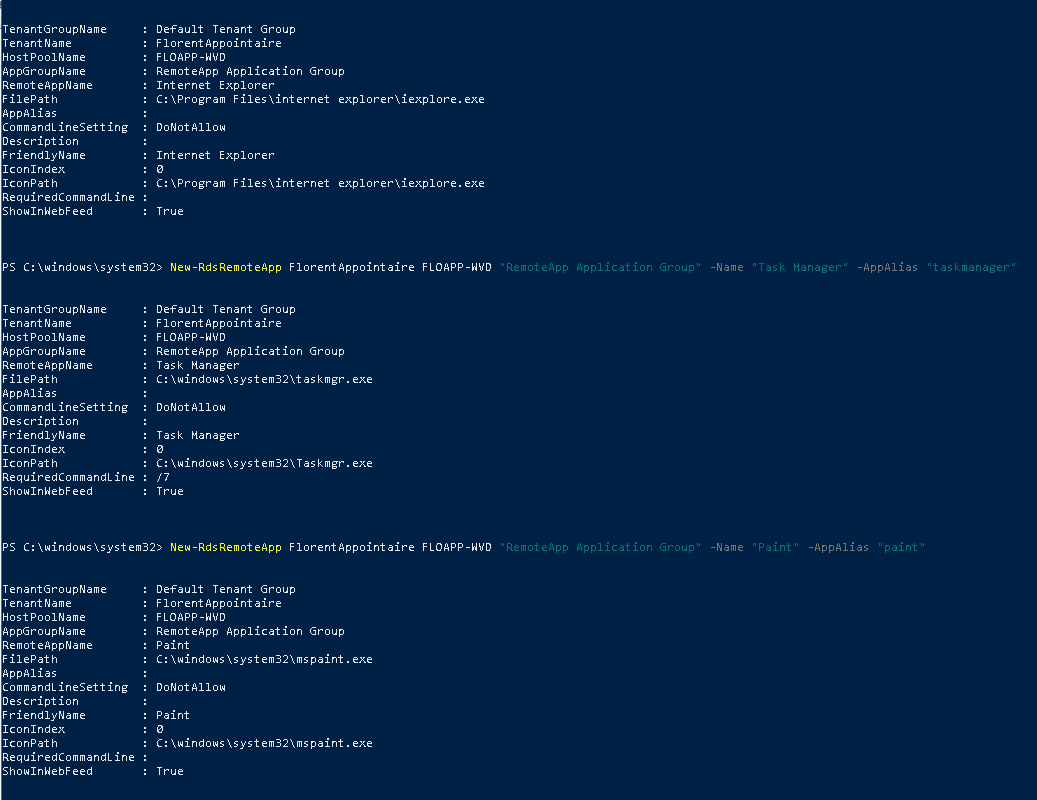 TenantGroupName     : Default Tenant Group
TenantName          : FlorentAppointaire
HostPoolName        : FLOAPP-WVD
AppGroupName        : RemoteApp Application Group
RemoteAppName       : Internet Explorer
FilePath            : C:\Program Files\internet explorer\iexplore.exe
AppAlias            :
CommandLineSetting  : DoNotAllow
Description         :
FriendlyName        : Internet Explorer
IconIndex           : 0
IconPath            : C:\Program Files\internet explorer\iexplore.exe
RequiredCommandLine :
ShowInWebFeed       : True
PS C:\windows\system32> New-RdsRemoteApp FlorentAppointaire FLOAPP-WVD "RemoteApp Application Group" -Name "Task Manager" -AppAlias "taskmanager"
TenantGroupName     : Default Tenant Group
TenantName          : FlorentAppointaire
HostPoolName        : FLOAPP-WVD
AppGroupName        : RemoteApp Application Group
RemoteAppName       : Task Manager
FilePath            : C:\windows\system32\taskmgr.exe
AppAlias            :
CommandLineSetting  : DoNotAllow
Description         :
FriendlyName        : Task Manager
IconIndex           : 0
IconPath            : C:\windows\system32\Taskmgr.exe
RequiredCommandLine : /7
ShowInWebFeed       : True
PS C:\windows\system32> New-RdsRemoteApp FlorentAppointaire FLOAPP-WVD "RemoteApp Application Group" -Name "Paint" -AppAlias "paint"
TenantGroupName     : Default Tenant Group
TenantName          : FlorentAppointaire
HostPoolName        : FLOAPP-WVD
AppGroupName        : RemoteApp Application Group
RemoteAppName       : Paint
FilePath            : C:\windows\system32\mspaint.exe
AppAlias            :
CommandLineSetting  : DoNotAllow
Description         :
FriendlyName        : Paint
IconIndex           : 0
IconPath            : C:\windows\system32\mspaint.exe
RequiredCommandLine :
ShowInWebFeed       : True